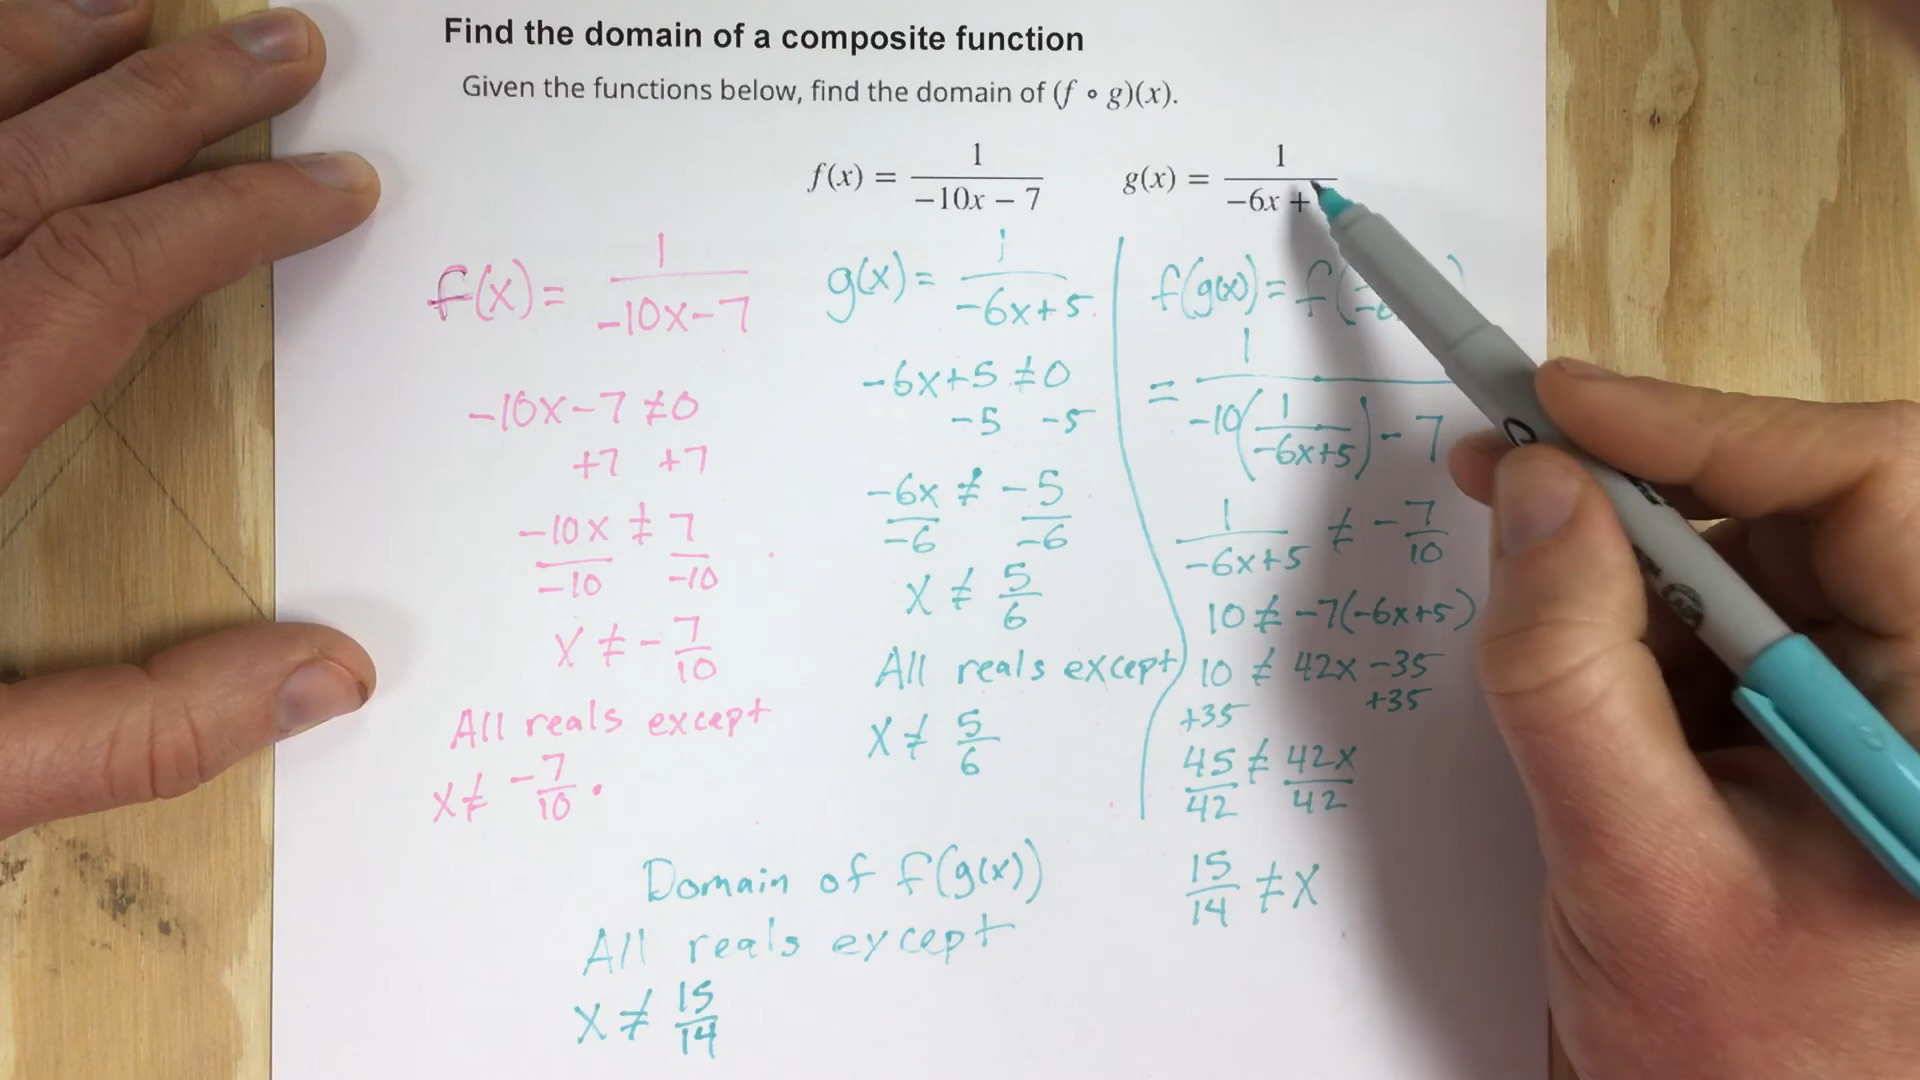 Find the domain of a composite function
Given the functions below, find the domain of (f ∘ g)(x).
f(x) = 1 / (−10x − 7)
g(x) = 1 / (−6x +
f(x) = 1 / (-10x-7)
-10x-7 ≠ 0
+7 +7
-10x ≠ 7
-10 -10
x ≠ -7/10
All reals except
x ≠ -7/10.
g(x) = 1 / (-6x+5)
-6x+5 ≠ 0
-5 -5
-6x ≠ -5
-6 -6
x ≠ 5/6
All reals except
x ≠ 5/6
f(g(x)) = f(
= 1 / (-10(1/(-6x+5)) - 7
1/(-6x+5) ≠ -7/10
10 ≠ -7(-6x+5)
10 ≠ 42x -35
+35 +35
45 ≠ 42x
42 42
15/14 ≠ x
Domain of f(g(x))
All reals except
x ≠ 15/14